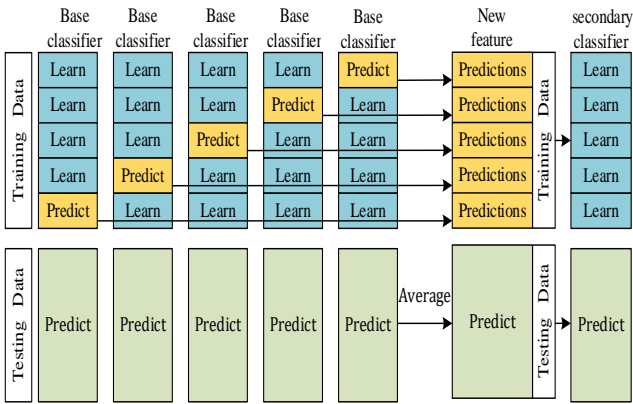 Base Base Base Base Base New secondary
classifier classifier classifier classifier classifier feature classifier
Training Data
Learn Learn Learn Learn Predict Predictions Learn
Learn Learn Learn Predict Learn Predictions Learn
Learn Learn Predict Learn Learn Predictions Learn
Learn Predict Learn Learn Learn Predictions Learn
Predict Learn Learn Learn Learn Predictions Learn
Training Data
Testing Data
Predict Predict Predict Predict Predict
Average
Predict
Testing Data
Predict